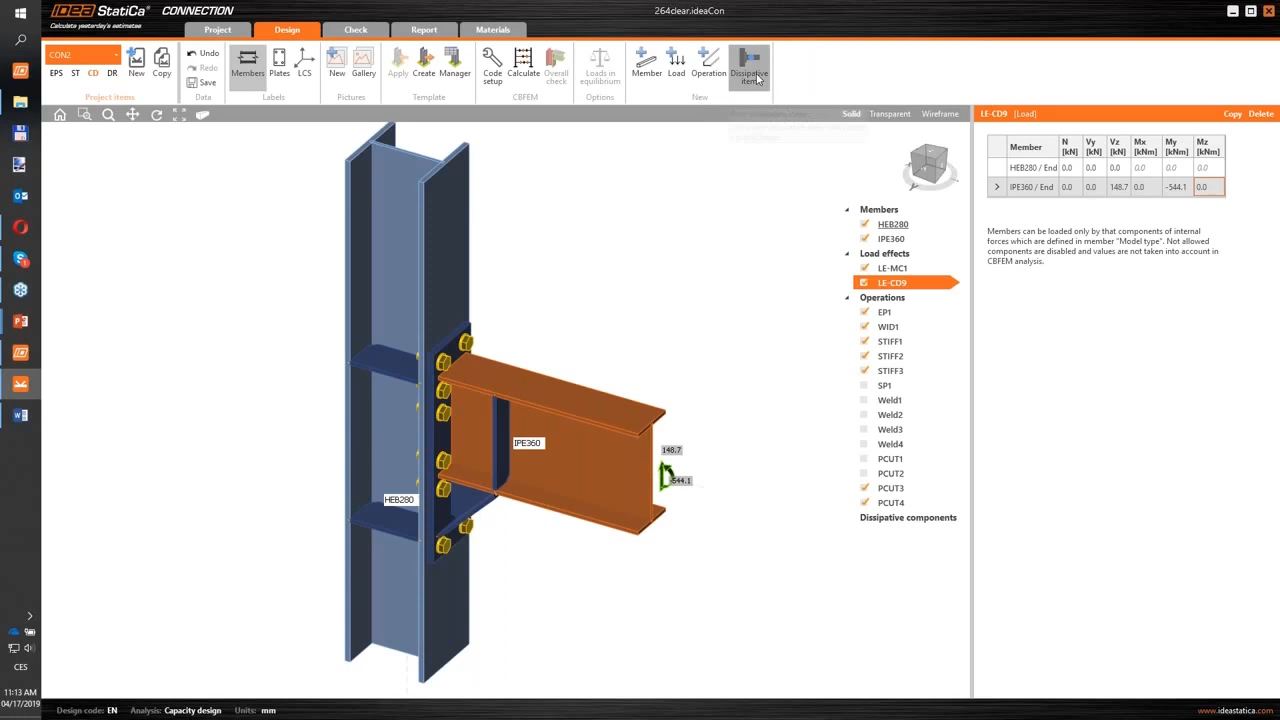 IDEA StatiCa CONNECTION
Calculate yesterday's estimates
264dear.ideaCon
Project Design Check Report Materials
CON2
EPS ST CD DR
New Copy
Undo
Redo
Save
Members Plates LCS
New Gallery
Apply Create Manager
Code setup
Calculate
Overall check
Loads in equilibrium
Member Load Operation
Dissipative item
Project items Data Labels Pictures Template CBFEM Options New
Solid Transparent Wireframe
LE-CD9 [Load]
Copy Delete
Member N [kN] Vy [kN] Vz [kN] Mx [kNm] My [kNm] Mz [kNm]
HEB280 / End 0.0 0.0 0.0 0.0 0.0 0.0
> IPE360 / End 0.0 0.0 148.7 0.0 -544.1 0.0
Members can be loaded only by that components of internal
forces which are defined in member "Model type". Not allowed
components are disabled and values are not taken into account in
CBFEM analysis.
Members
HEB280
IPE360
Load effects
LE-MC1
LE-CD9
Operations
EP1
WID1
STIFF1
STIFF2
STIFF3
SP1
Weld1
Weld2
Weld3
Weld4
PCUT1
PCUT2
PCUT3
PCUT4
Dissipative components
IPE360
HEB280
148.7
544.1
CES
11:13 AM
04/17/2019
Design code: EN Analysis: Capacity design Units: mm
www.ideastatica.com